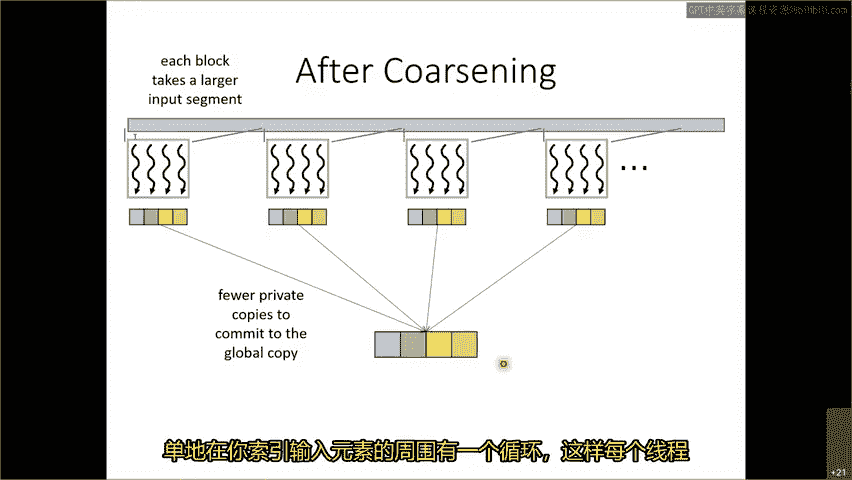 each block
takes a larger
input segment
After Coarsening
...
fewer private
copies to
commit to the
global copy
单地在你索引输入元素的周围有一个循环，这样每个线程
+21